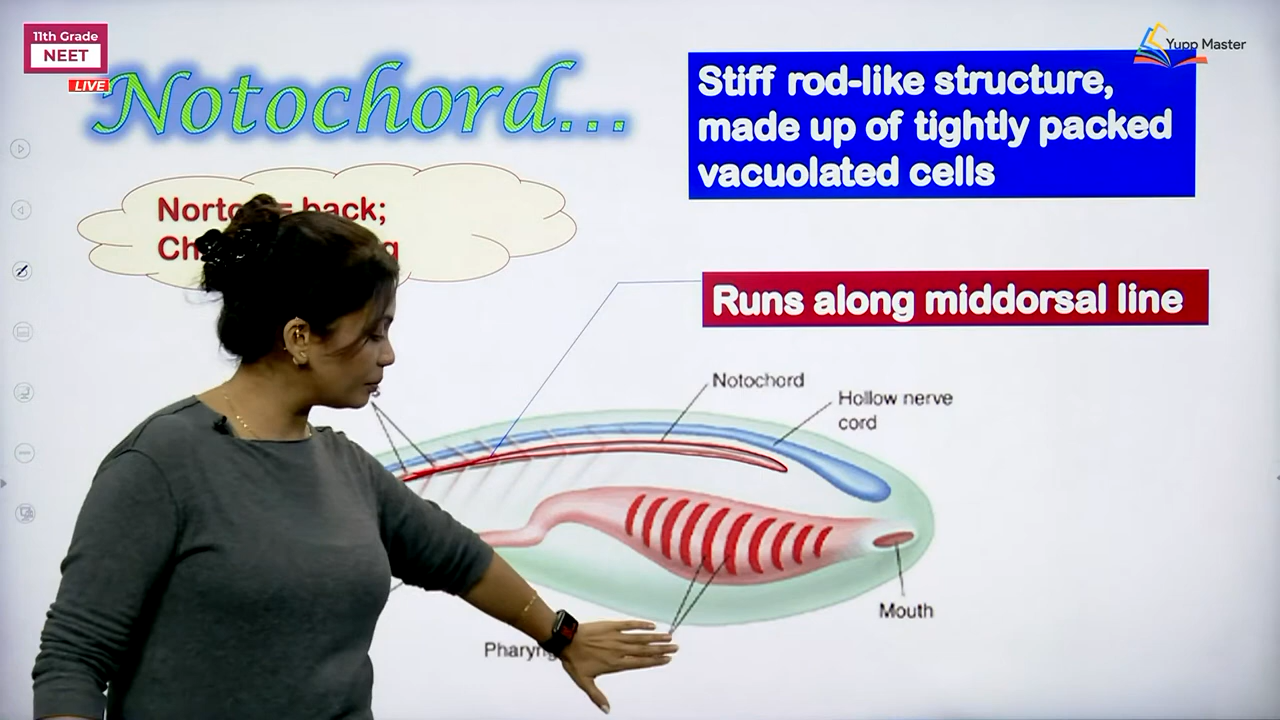 11th Grade
NEET
LIVE
Yupp Master
Notochord...
Stiff rod-like structure,
made up of tightly packed
vacuolated cells
back;
Runs along middorsal line
Notochord
Hollow nerve
cord
Mouth